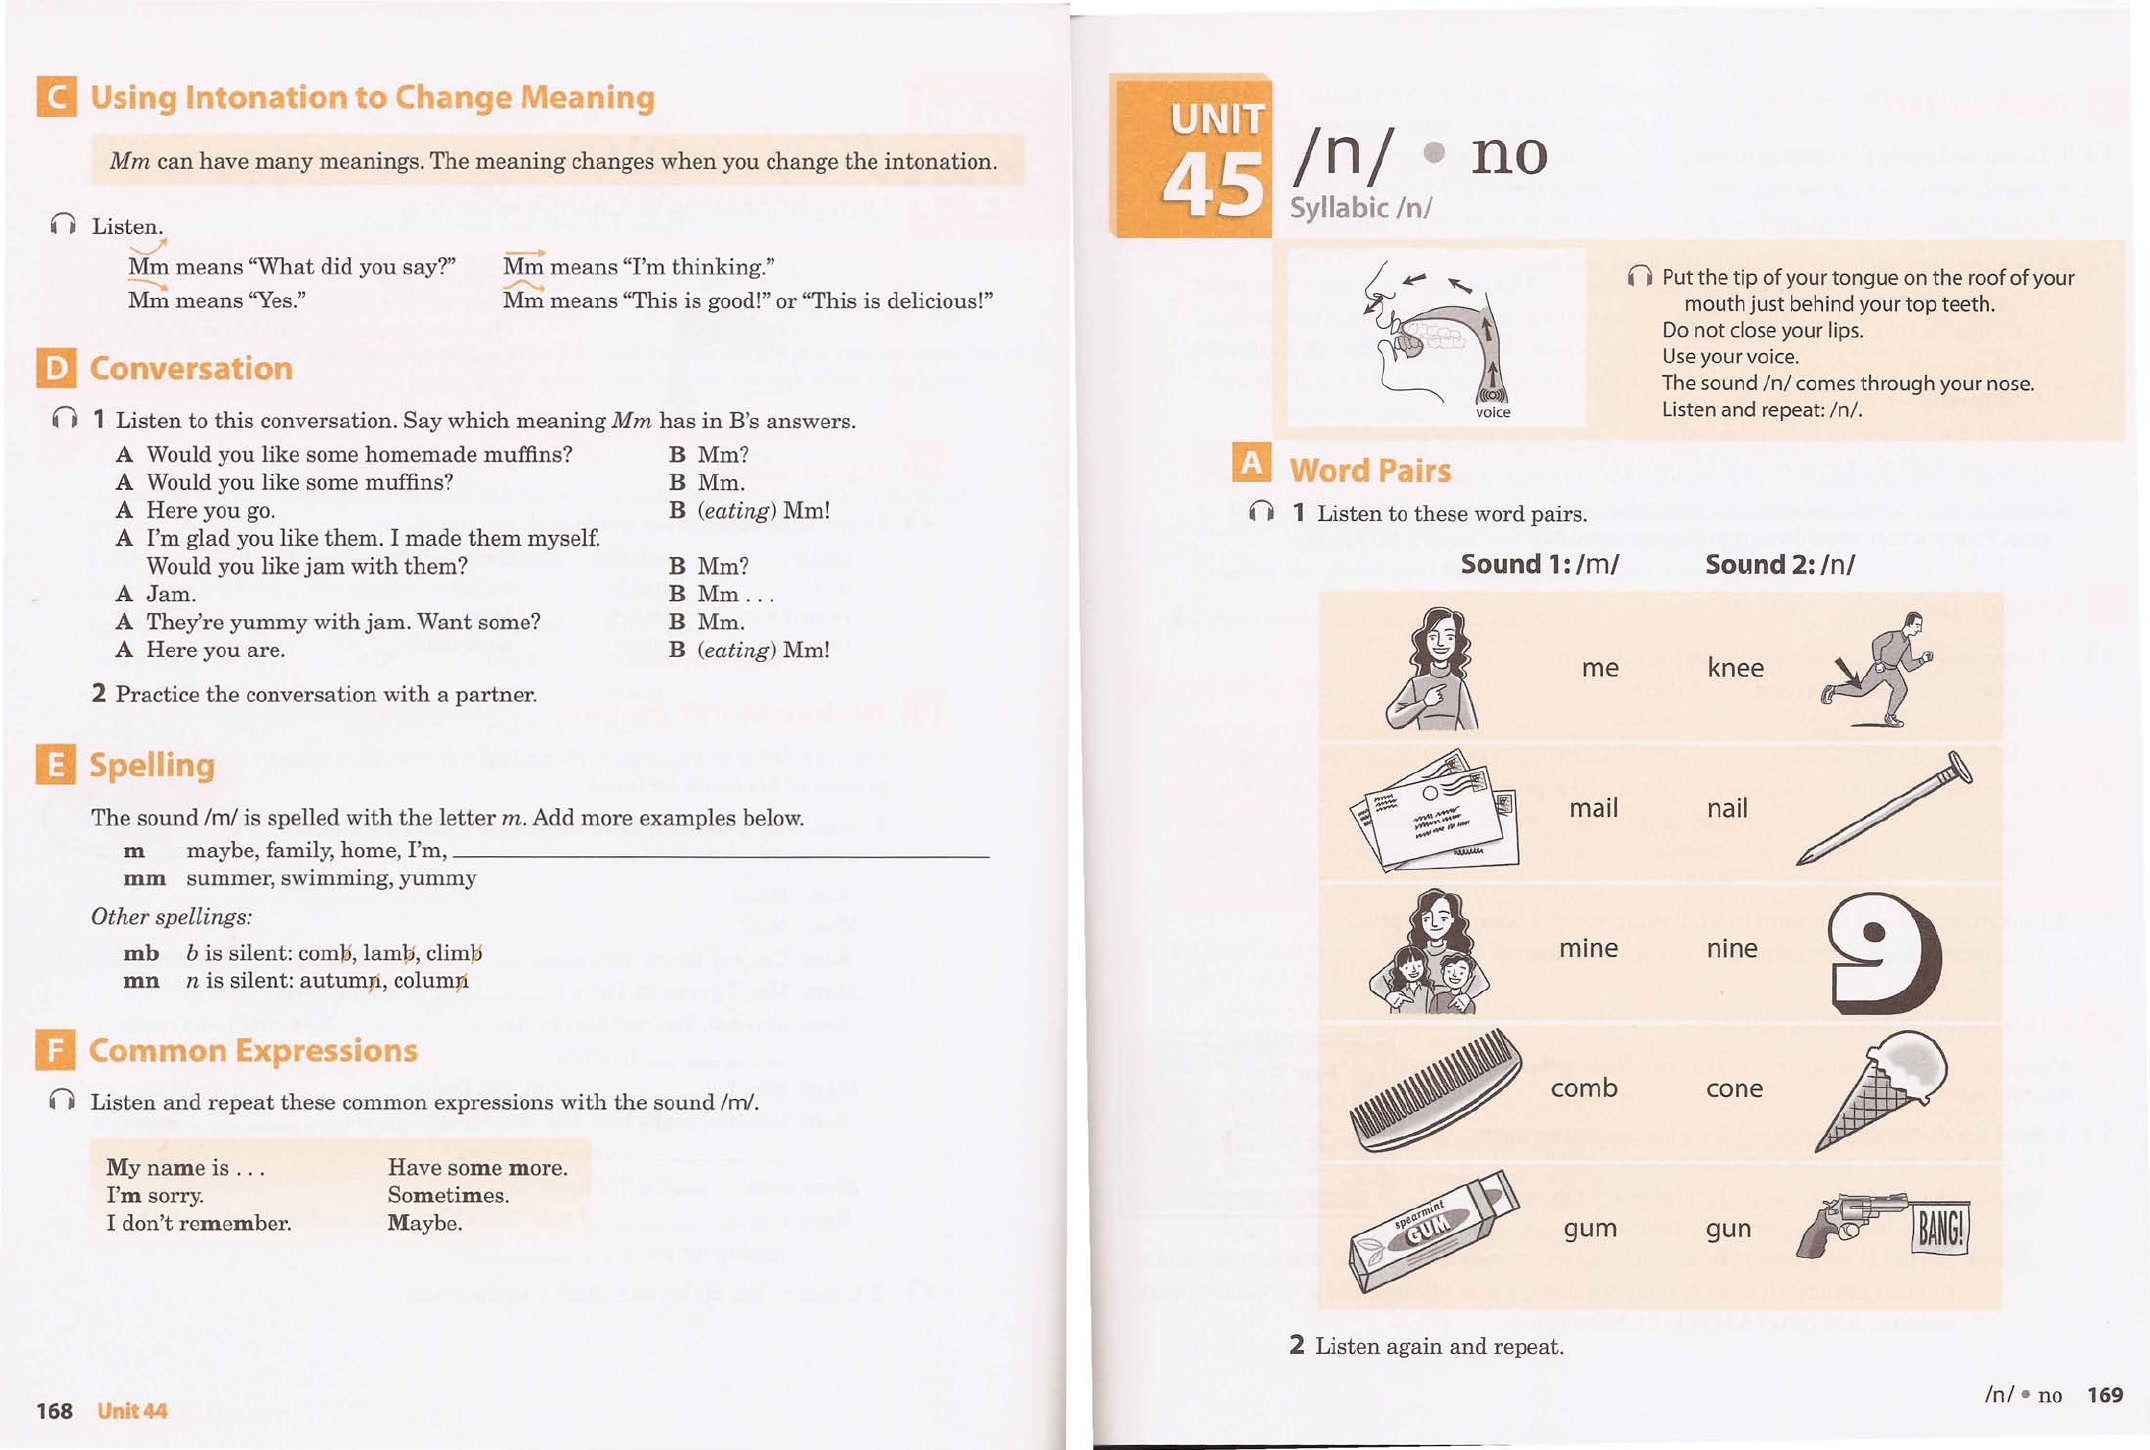 C Using Intonation to Change Meaning
Mm can have many meanings. The meaning changes when you change the intonation.
Listen.
Mm means “What did you say?” Mm means “I’m thinking.”
Mm means “Yes.” Mm means “This is good!” or “This is delicious!”
D Conversation
1 Listen to this conversation. Say which meaning Mm has in B’s answers.
A Would you like some homemade muffins? B Mm?
A Would you like some muffins? B Mm.
A Here you go. B (eating) Mm!
A I’m glad you like them. I made them myself.
Would you like jam with them? B Mm?
A Jam. B Mm . . .
A They’re yummy with jam. Want some? B Mm.
A Here you are. B (eating) Mm!
2 Practice the conversation with a partner.
E Spelling
The sound /m/ is spelled with the letter m. Add more examples below.
m maybe, family, home, I’m,
mm summer, swimming, yummy
Other spellings:
mb b is silent: comb, lamb, climb
mn n is silent: autumn, column
F Common Expressions
Listen and repeat these common expressions with the sound /m/.
My name is . . . Have some more.
I’m sorry. Sometimes.
I don’t remember. Maybe.
168 Unit 44
UNIT
45
/n/ • no
Syllabic /n/
voice
Put the tip of your tongue on the roof of your
mouth just behind your top teeth.
Do not close your lips.
Use your voice.
The sound /n/ comes through your nose.
Listen and repeat: /n/.
A Word Pairs
1 Listen to these word pairs.
Sound 1: /m/ Sound 2: /n/
me knee
mail nail
mine nine 9
comb cone
spearmint
GUM
gum gun
BANG!
2 Listen again and repeat.
/n/ • no 169